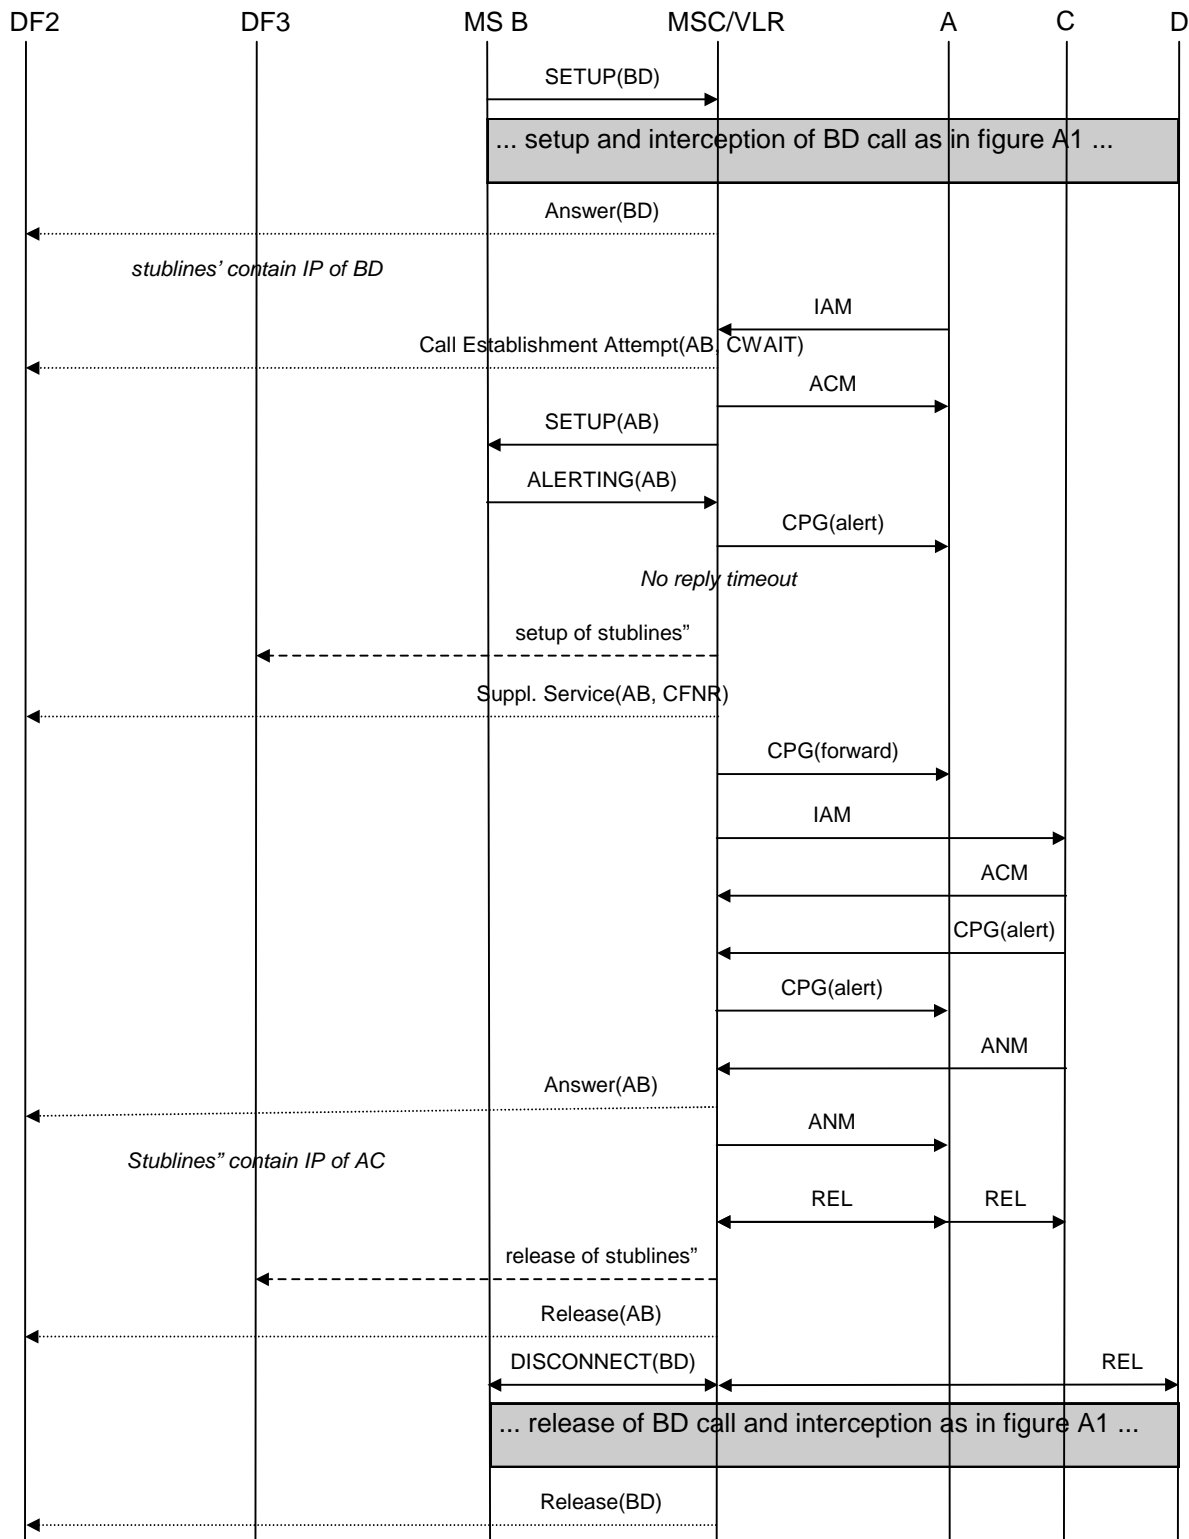 DF2 DF3 MS B MSC/VLR A C D
SETUP(BD)
... setup and interception of BD call as in figure A1 ...
Answer(BD)
stublines’ contain IP of BD
IAM
Call Establishment Attempt(AB, CWAIT)
ACM
SETUP(AB)
ALERTING(AB)
CPG(alert)
No reply timeout
setup of stublines”
Suppl. Service(AB, CFNR)
CPG(forward)
IAM
ACM
CPG(alert)
CPG(alert)
ANM
Answer(AB)
ANM
Stublines” contain IP of AC
REL REL
release of stublines”
Release(AB)
DISCONNECT(BD) REL
... release of BD call and interception as in figure A1 ...
Release(BD)